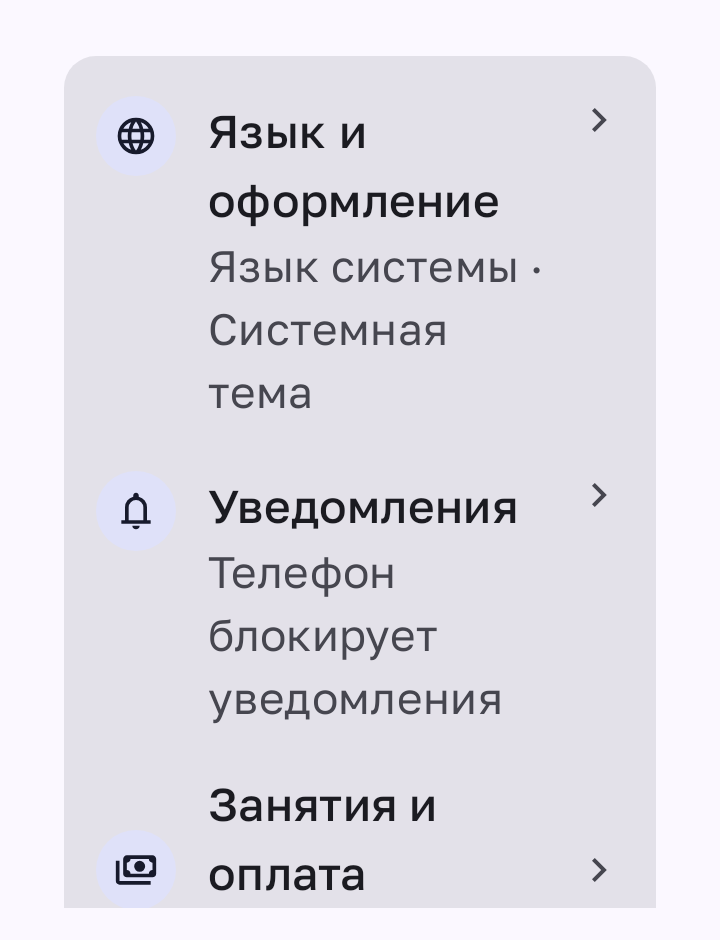 Язык и
оформление
Язык системы ·
Системная
тема
Уведомления
Телефон
блокирует
уведомления
Занятия и
оплата